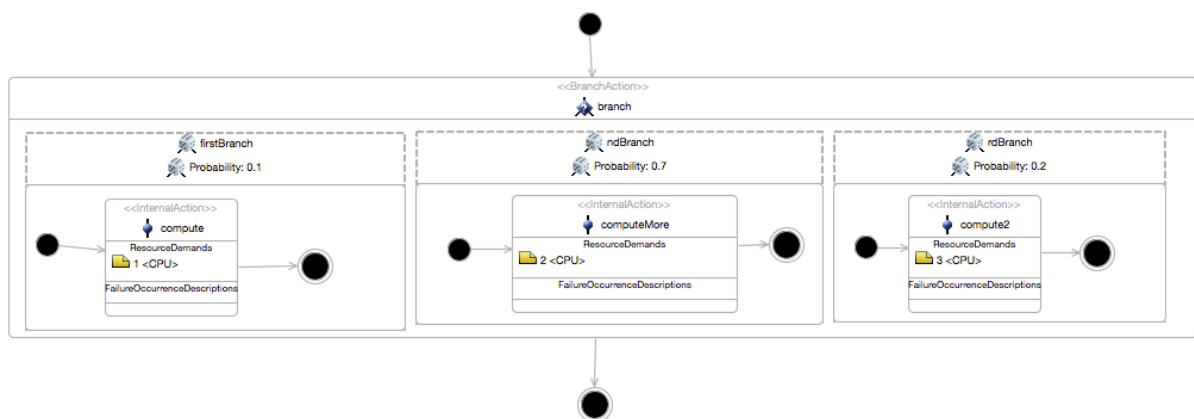 <<BranchAction>>
branch
firstBranch
Probability: 0.1
<<InternalAction>>
compute
ResourceDemands
1 <CPU>
FailureOccurrenceDescriptions
ndBranch
Probability: 0.7
<<InternalAction>>
computeMore
ResourceDemands
2 <CPU>
FailureOccurrenceDescriptions
rdBranch
Probability: 0.2
<<InternalAction>>
compute2
ResourceDemands
3 <CPU>
FailureOccurrenceDescriptions